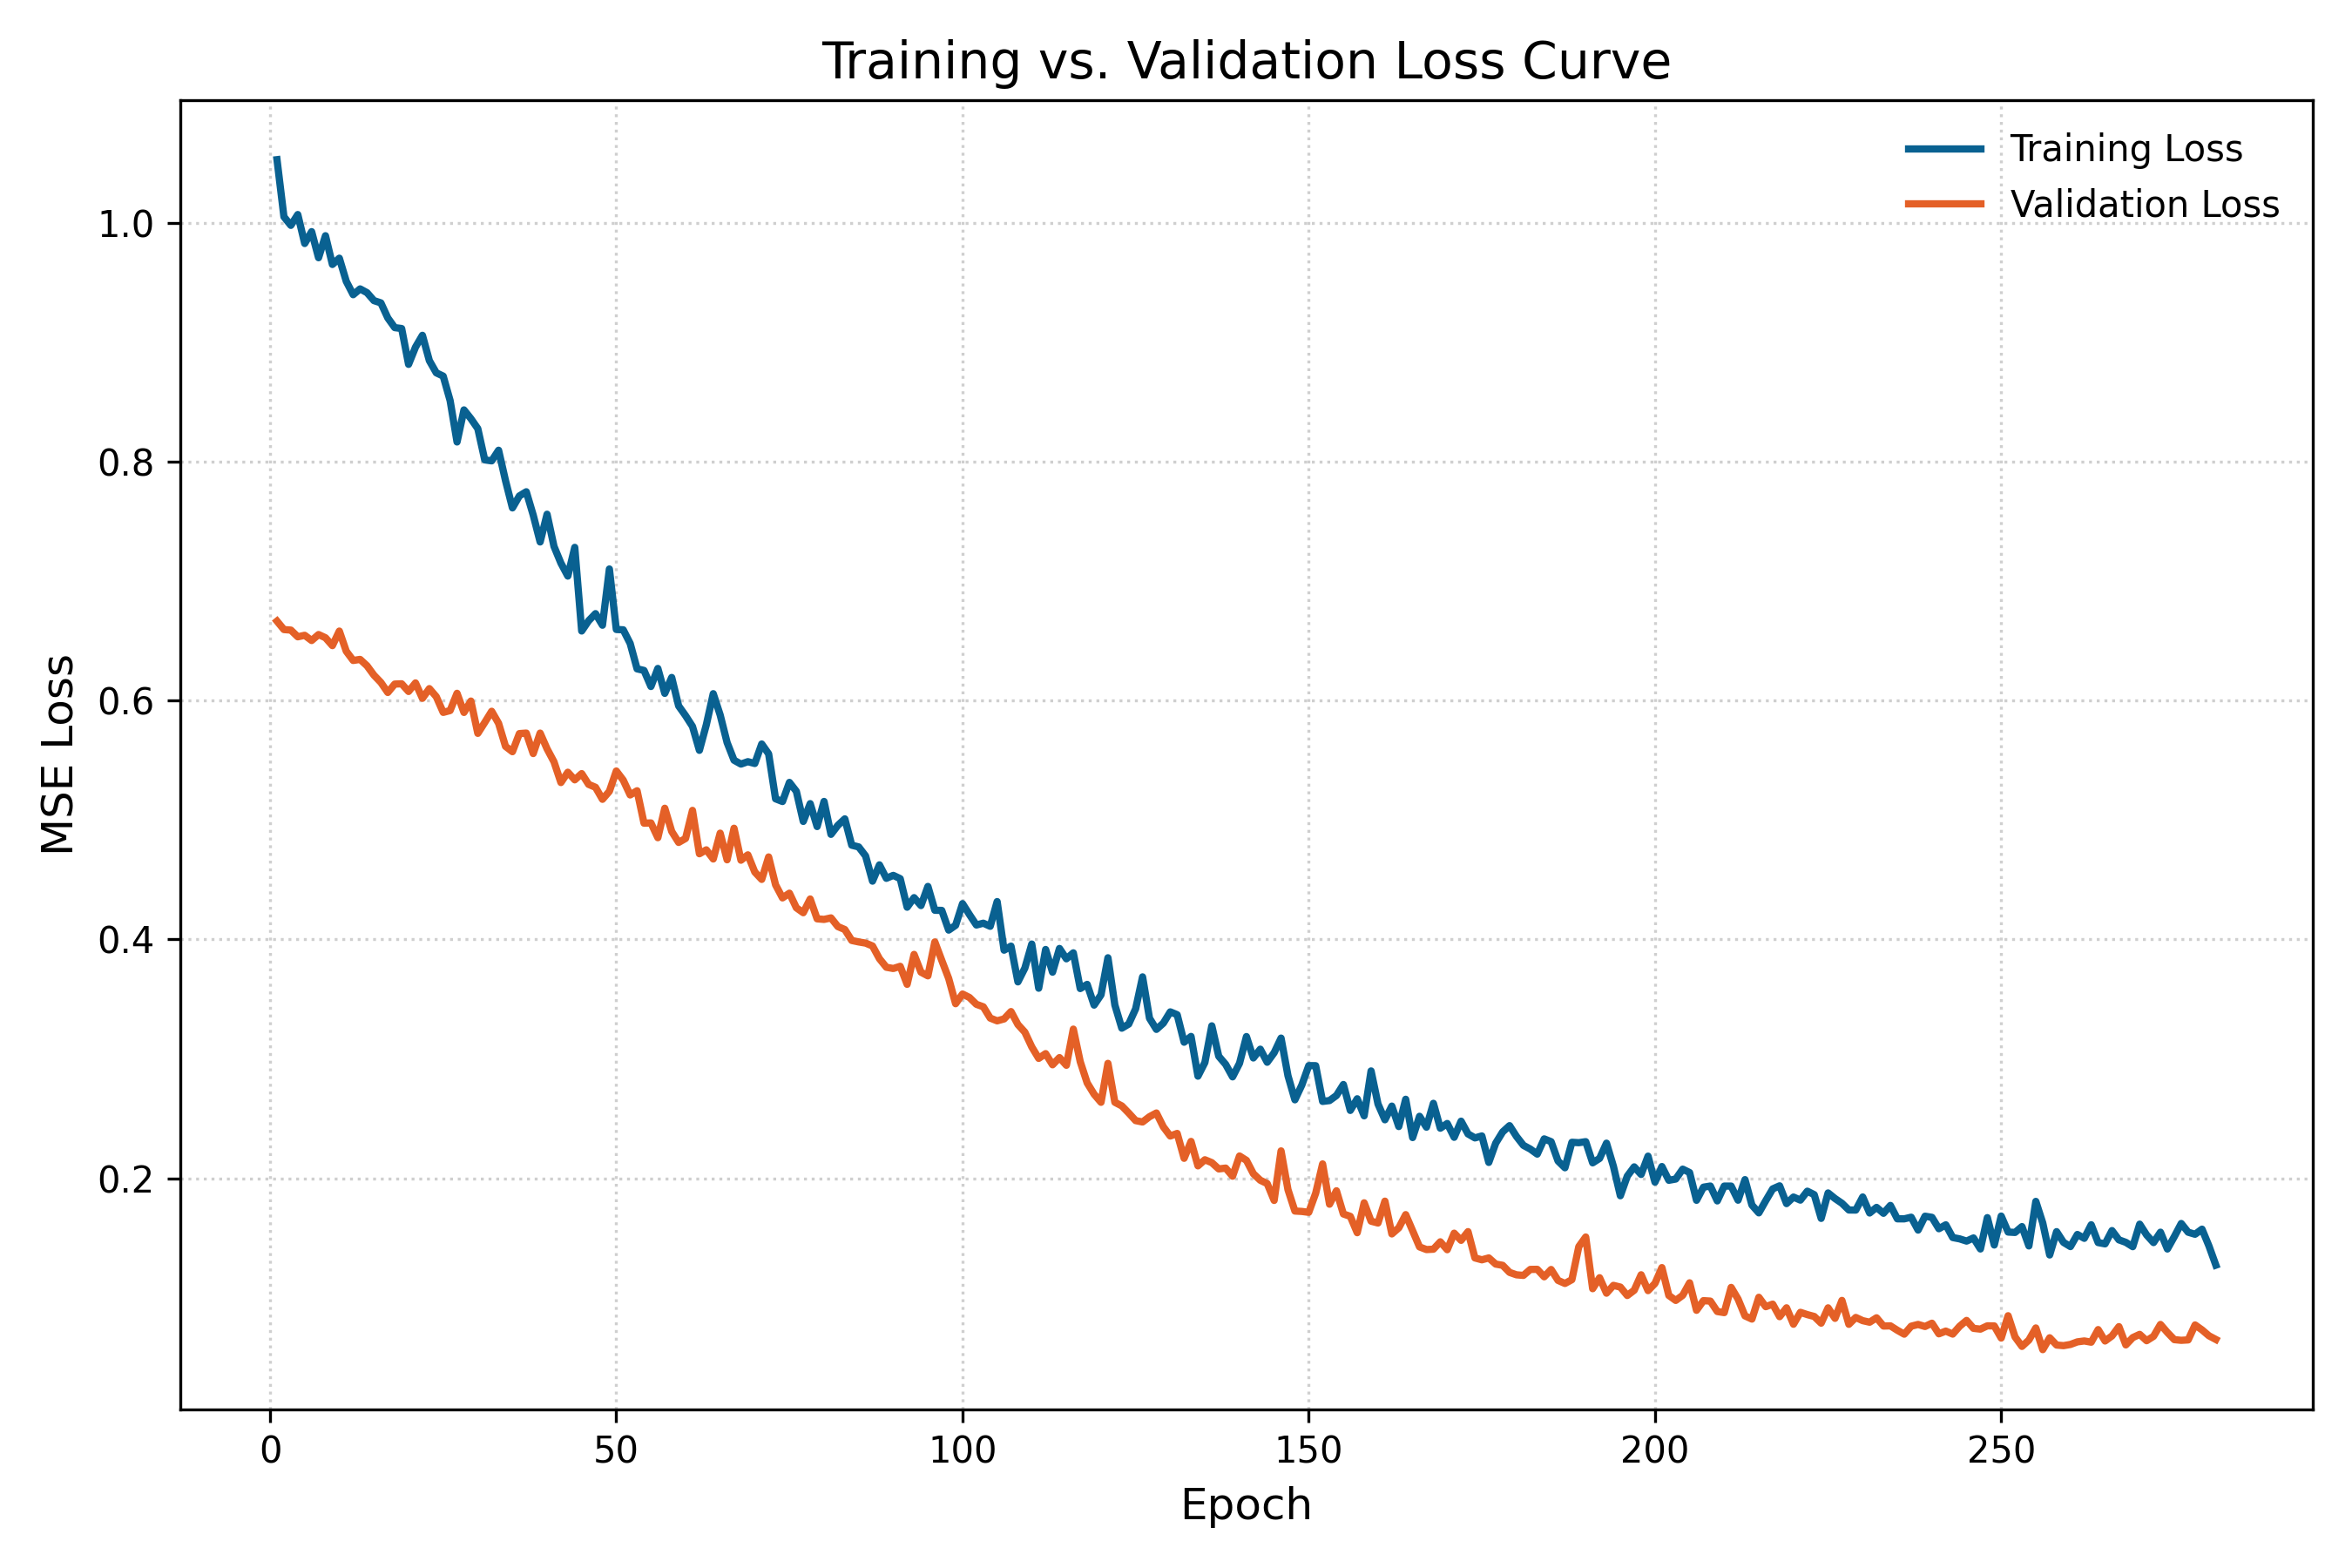 Training vs. Validation Loss Curve
Training Loss
Validation Loss
1.0
0.8
0.6
0.4
0.2
MSE Loss
0 50 100 150 200 250
Epoch